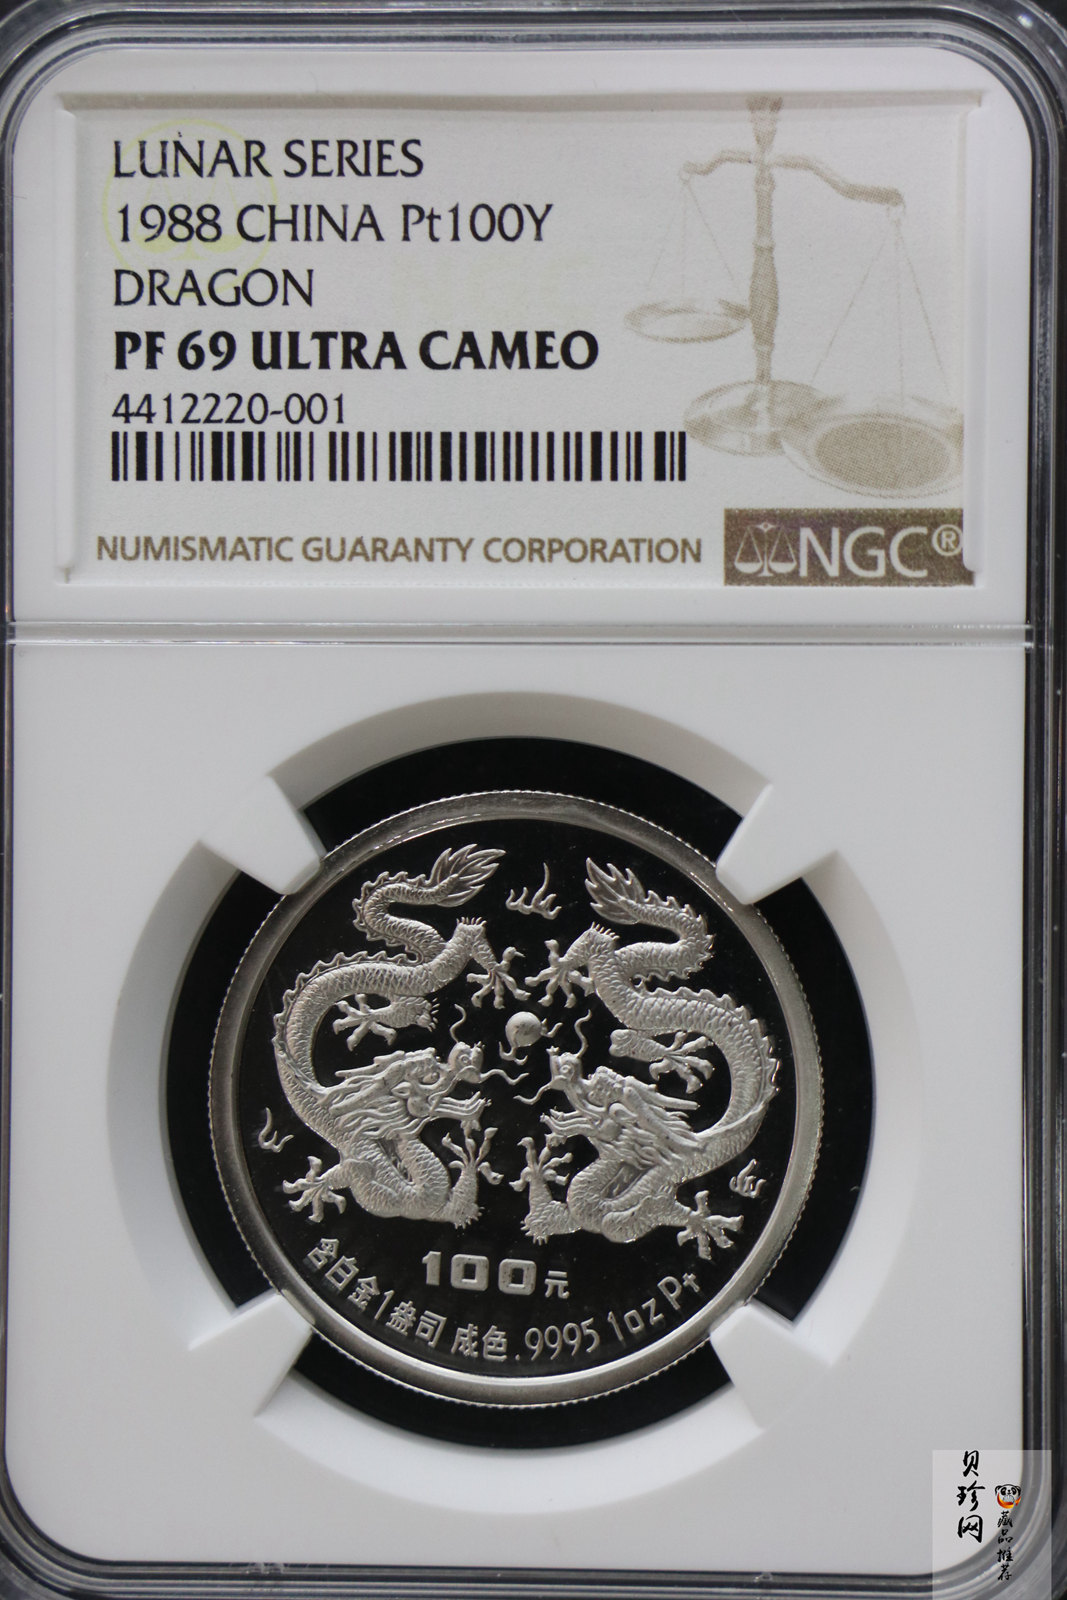 LUNAR SERIES
1988 CHINA Pt100Y
DRAGON
PF 69 ULTRA CAMEO
4412220-001
NUMISMATIC GUARANTY CORPORATION
NGC®
100元
含白金1盎司 成色.9995 1oz Pt
贝珍网
藏品推荐